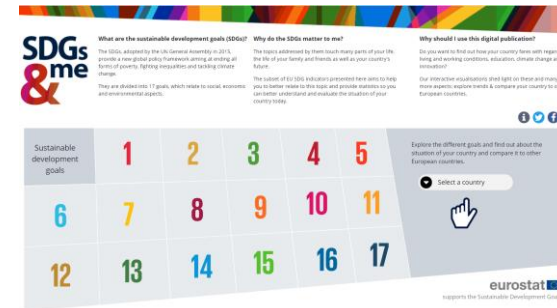 SDGs
& me
What are the sustainable development goals (SDGs)?
The SDGs, adopted by the UN General Assembly in 2015,
provide a new global policy framework aiming at ending all
forms of poverty, fighting inequalities and tackling climate
change.
They are divided into 17 goals, which relate to social, economic
and environmental aspects.
Why do the SDGs matter to me?
The topics addressed by them touch many parts of your life,
the life of your family and friends as well as your country's
future.
The subset of EU SDG indicators presented here aims to help
you to better relate to this topic and provide statistics so you
can better understand and evaluate the situation of your
country today.
Why should I use this digital publication?
Do you want to find out how your country fares with regard
living and working conditions, education, climate change a
innovation?
Our interactive visualisations shed light on these and many
more aspects: explore trends & compare your country to o
European countries.
Sustainable
development
goals
1 2 3 4 5
6 7 8 9 10 11
12 13 14 15 16 17
Explore the different goals and find out about the
situation of your country and compare it to other
European countries.
Select a country
eurostat
supports the Sustainable Development Goals